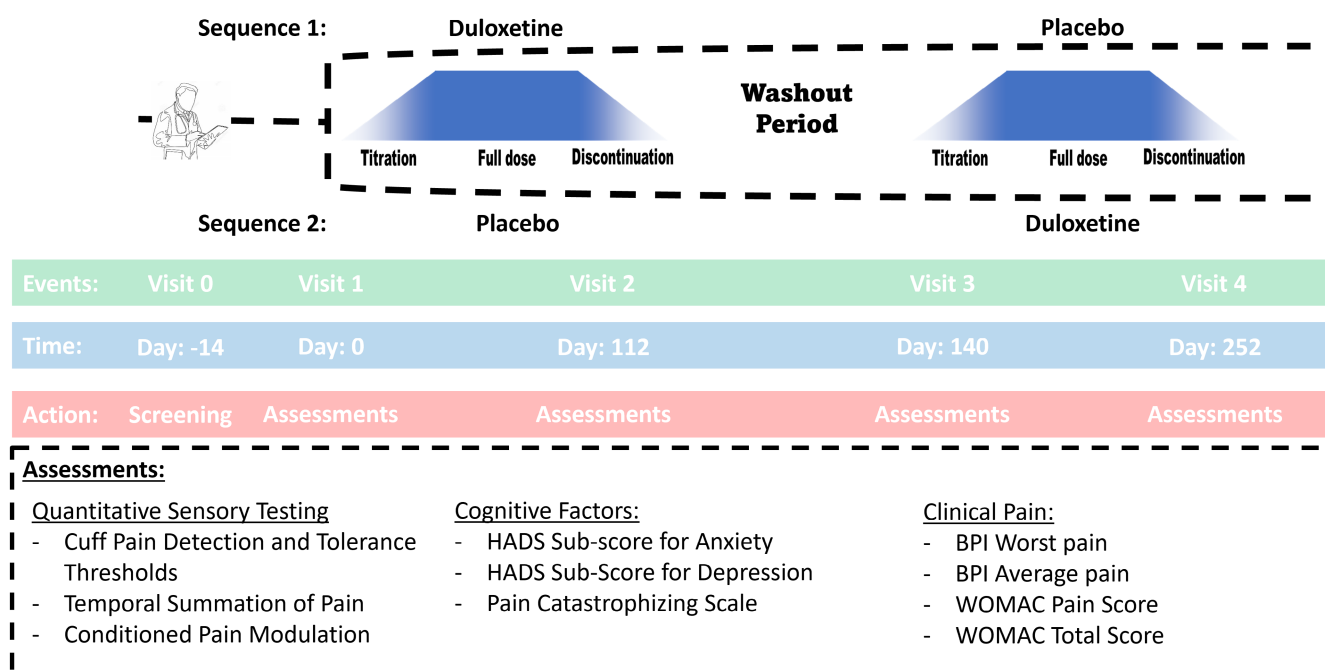 Sequence 1:
Duloxetine
Placebo
Washout
Period
Titration
Full dose
Discontinuation
Titration
Full dose
Discontinuation
Sequence 2:
Placebo
Duloxetine
Events: Visit 0 Visit 1 Visit 2 Visit 3 Visit 4
Time: Day: -14 Day: 0 Day: 112 Day: 140 Day: 252
Action: Screening Assessments Assessments Assessments Assessments
Assessments:
Quantitative Sensory Testing
- Cuff Pain Detection and Tolerance
Thresholds
- Temporal Summation of Pain
- Conditioned Pain Modulation
Cognitive Factors:
- HADS Sub-score for Anxiety
- HADS Sub-Score for Depression
- Pain Catastrophizing Scale
Clinical Pain:
- BPI Worst pain
- BPI Average pain
- WOMAC Pain Score
- WOMAC Total Score